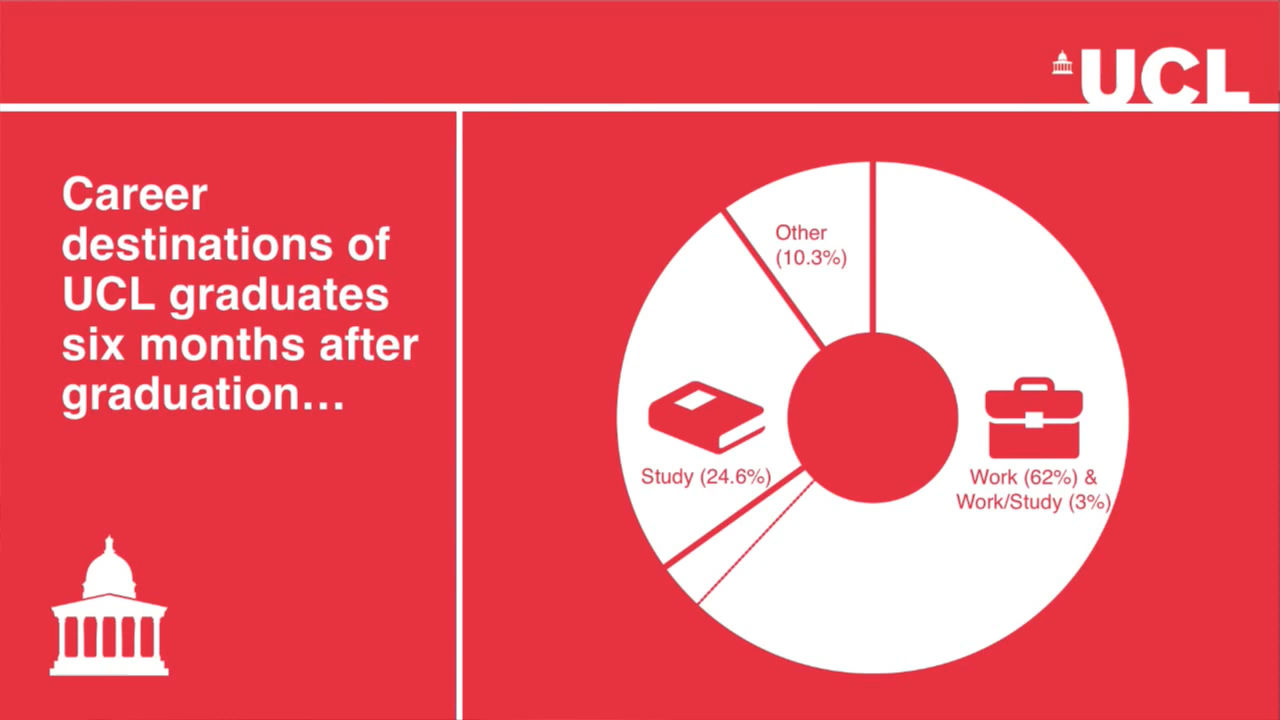 UCL
Career
destinations of
UCL graduates
six months after
graduation…
Other
(10.3%)
Study (24.6%)
Work (62%) &
Work/Study (3%)